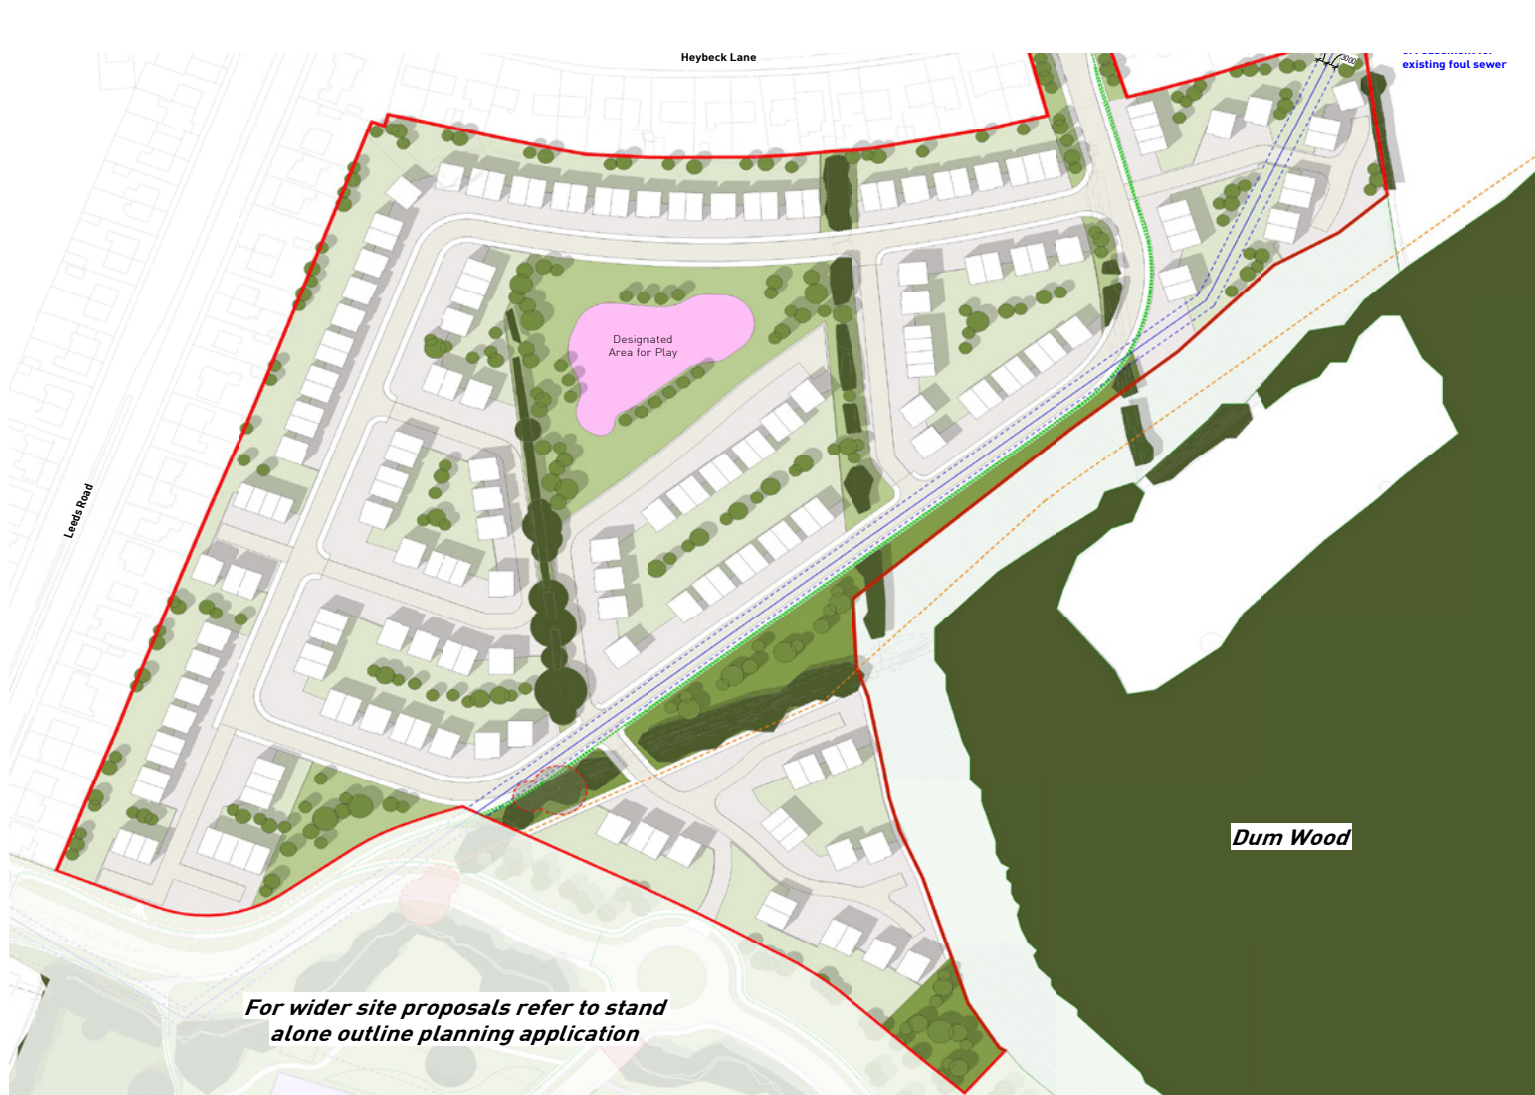 Heybeck Lane
existing foul sewer
3000
Designated
Area for Play
Leeds Road
Dum Wood
For wider site proposals refer to stand
alone outline planning application